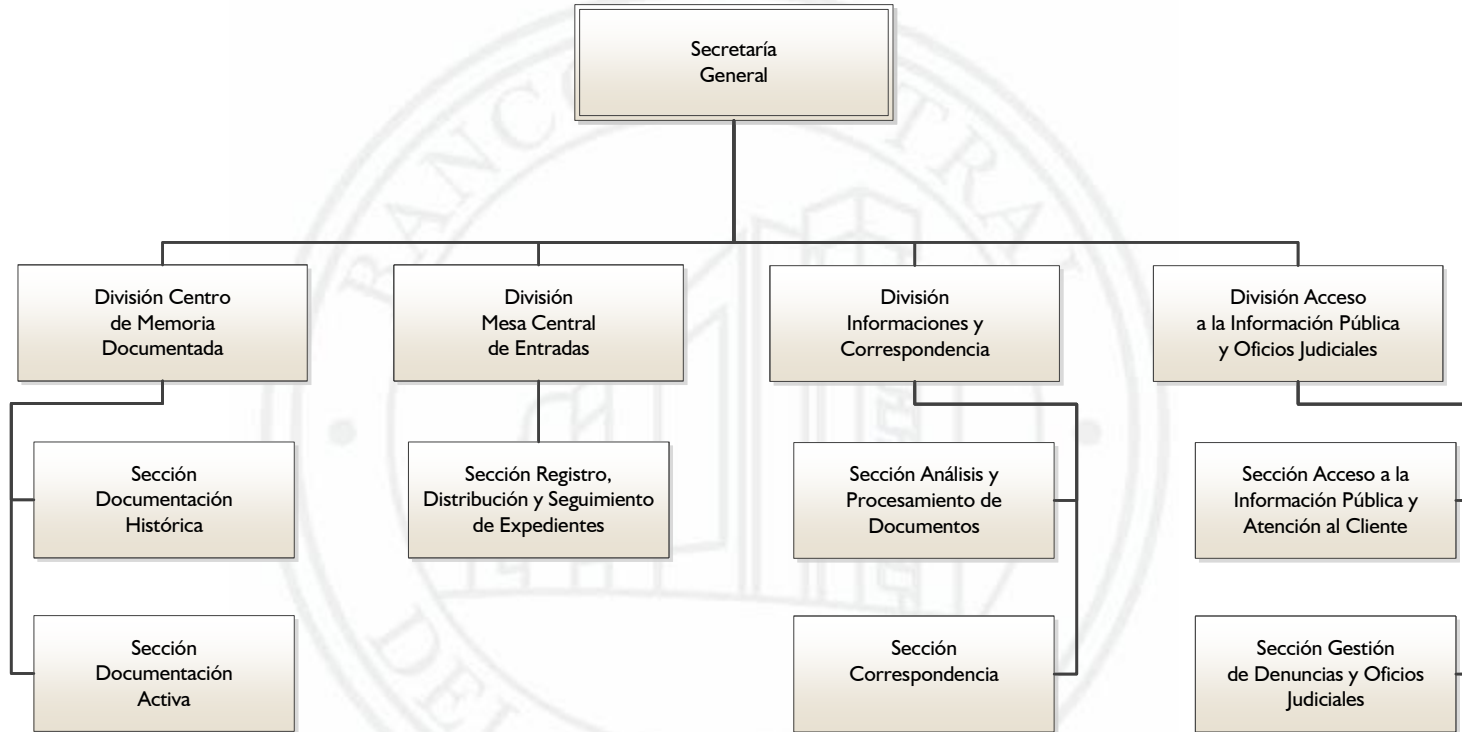 Secretaría
General
División Centro
de Memoria
Documentada
División
Mesa Central
de Entradas
División
Informaciones y
Correspondencia
División Acceso
a la Información Pública
y Oficios Judiciales
Sección
Documentación
Histórica
Sección Registro,
Distribución y Seguimiento
de Expedientes
Sección Análisis y
Procesamiento de
Documentos
Sección Acceso a la
Información Pública y
Atención al Cliente
Sección
Documentación
Activa
Sección
Correspondencia
Sección Gestión
de Denuncias y Oficios
Judiciales
BANCO
DEL